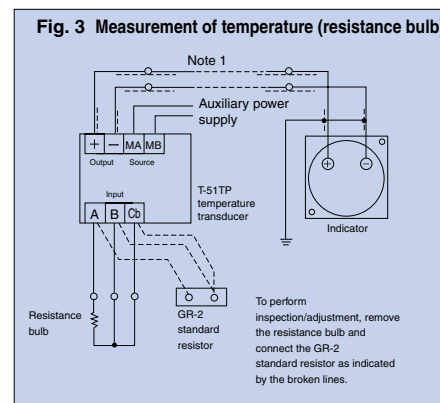 Fig. 3 Measurement of temperature (resistance bulb)
Note 1
Auxiliary power
supply
+ − MA MB
Output Source
T-51TP
temperature
transducer
Input
A B Cb
+ −
Indicator
Resistance
bulb
GR-2
standard
resistor
To perform
inspection/adjustment, remove
the resistance bulb and
connect the GR-2
standard resistor as indicated
by the broken lines.